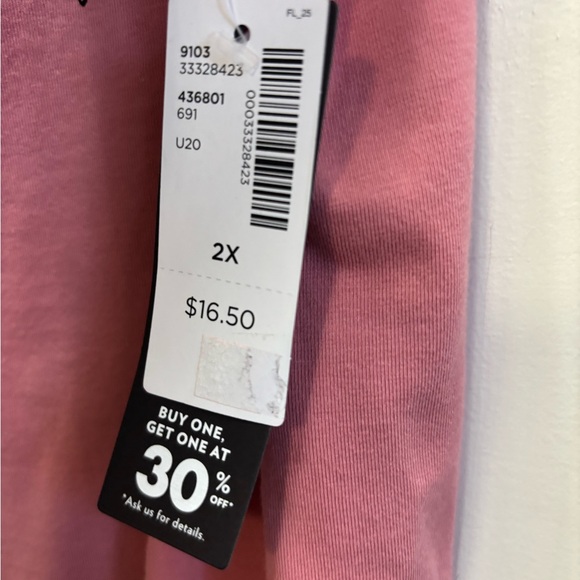 FL_25
9103
33328423
436801
691
U20
00033328423
2X
$16.50
BUY ONE,
GET ONE AT
30% OFF*
*Ask us for details.